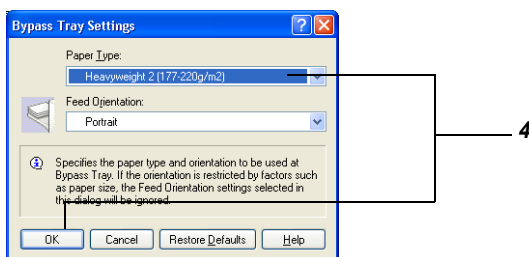 Bypass Tray Settings
Paper Type:
Heavyweight 2 (177-220g/m2)
Feed Orientation:
Portrait
Specifies the paper type and orientation to be used at
Bypass Tray. If the orientation is restricted by factors such
as paper size, the Feed Orientation settings selected in
this dialog will be ignored.
OK Cancel Restore Defaults Help
4